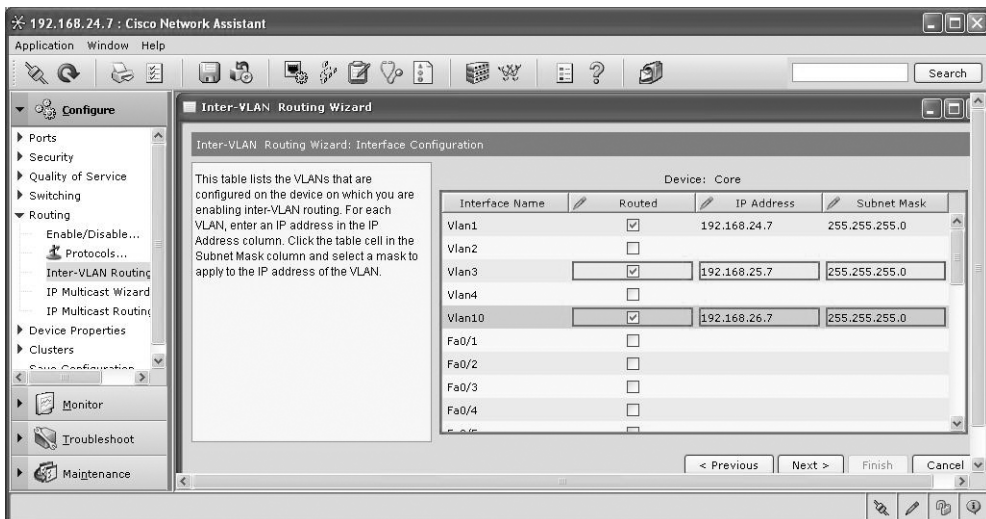 192.168.24.7 : Cisco Network Assistant
Application Window Help
Search
Configure
Ports
Security
Quality of Service
Switching
Routing
Enable/Disable...
Protocols...
Inter-VLAN Routing
IP Multicast Wizard
IP Multicast Routing
Device Properties
Clusters
Save Configuration
Monitor
Troubleshoot
Maintenance
Inter-VLAN Routing Wizard
Inter-VLAN Routing Wizard: Interface Configuration
This table lists the VLANs that are
configured on the device on which you are
enabling inter-VLAN routing. For each
VLAN, enter an IP address in the IP
Address column. Click the table cell in the
Subnet Mask column and select a mask to
apply to the IP address of the VLAN.
Device: Core
Interface Name Routed IP Address Subnet Mask
Vlan1 192.168.24.7 255.255.255.0
Vlan2
Vlan3 192.168.25.7 255.255.255.0
Vlan4
Vlan10 192.168.26.7 255.255.255.0
Fa0/1
Fa0/2
Fa0/3
Fa0/4
< Previous Next > Finish Cancel